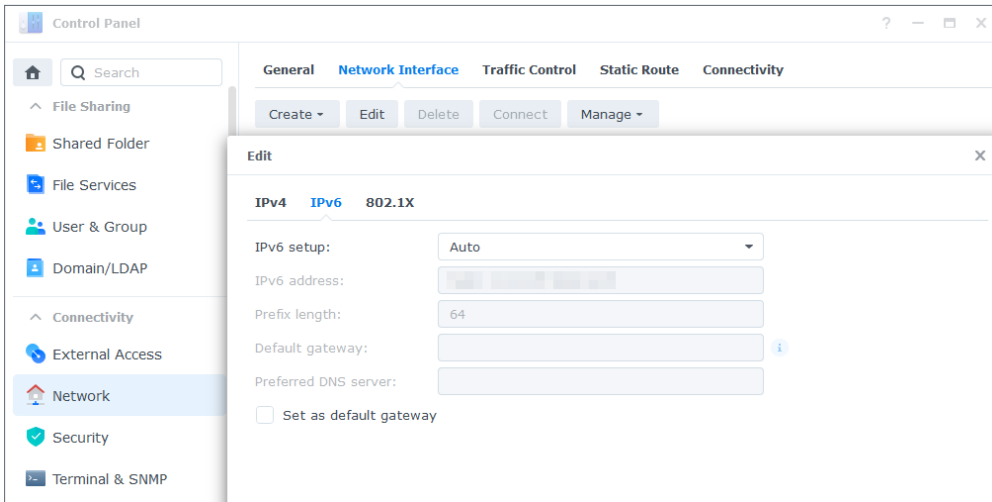 Control Panel
?
Search
File Sharing
Shared Folder
File Services
User & Group
Domain/LDAP
Connectivity
External Access
Network
Security
Terminal & SNMP
General Network Interface Traffic Control Static Route Connectivity
Create Edit Delete Connect Manage
Edit
IPv4 IPv6 802.1X
IPv6 setup: Auto
IPv6 address:
Prefix length: 64
Default gateway:
Preferred DNS server:
Set as default gateway